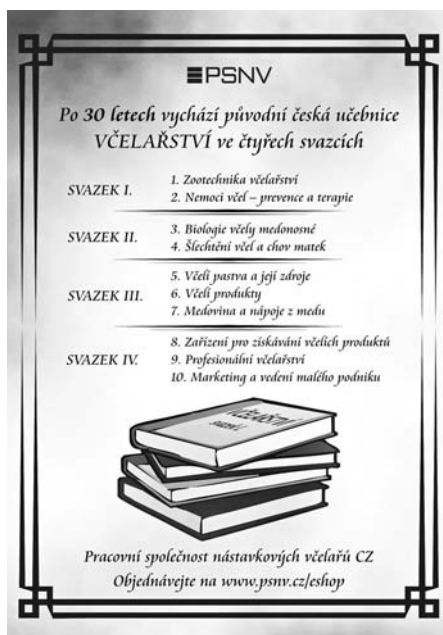 PSNV
Po 30 letech vychází původní česká učebnice
VČELAŘSTVÍ ve čtyřech svazcích
SVAZEK I.
1. Zootechnika včelařství
2. Nemoci včel – prevence a terapie
SVAZEK II.
3. Biologie včely medonosné
4. Šlechtění včel a chov matek
SVAZEK III.
5. Včelí pastva a její zdroje
6. Včelí produkty
7. Medovina a nápoje z medu
SVAZEK IV.
8. Zařízení pro získávání včelích produktů
9. Profesionální včelařství
10. Marketing a vedení malého podniku
SVAZEK I
Pracovní společnost nástavkových včelařů CZ
Objednávejte na www.psnv.cz/eshop